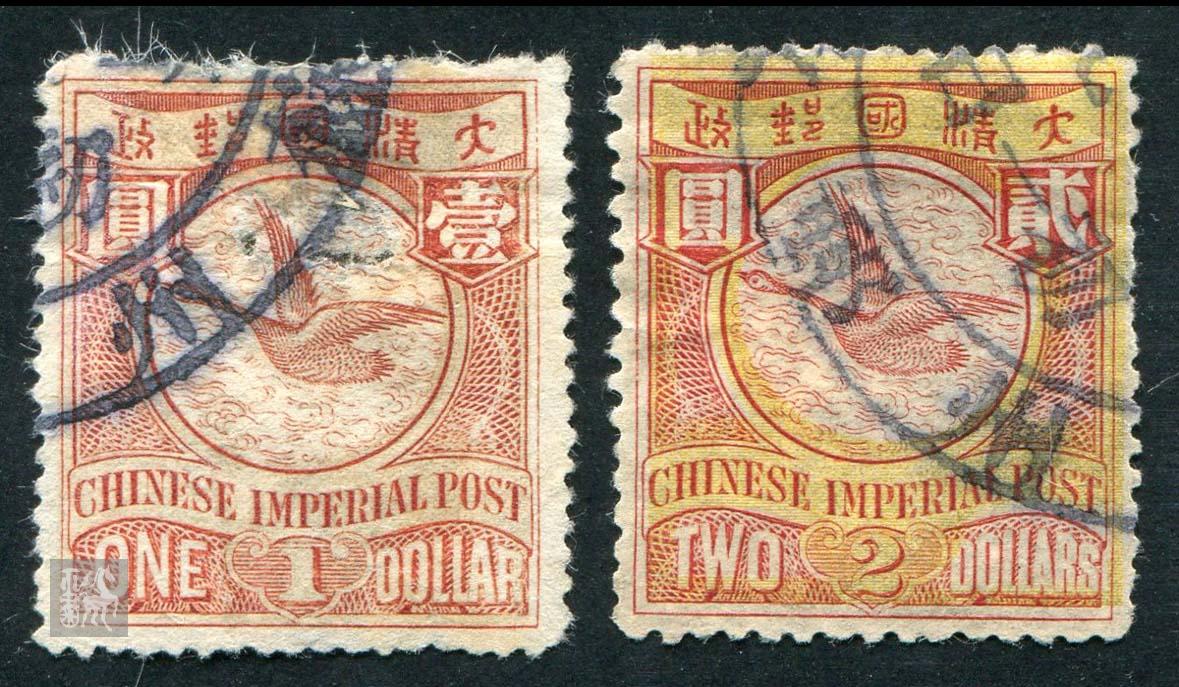 大清國郵政
壹圓
CHINESE IMPERIAL POST
ONE 1 DOLLAR
大清國郵政
貳圓
CHINESE IMPERIAL POST
TWO 2 DOLLARS